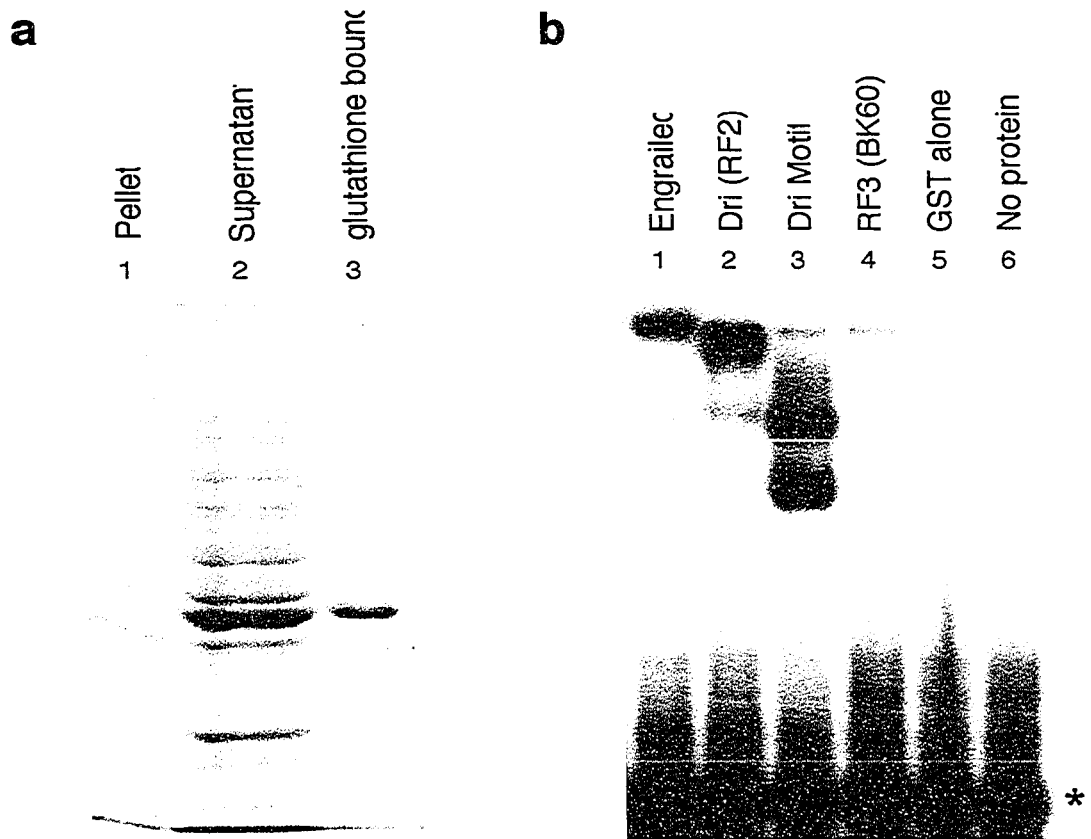 a
Pellet
Supernatan
glutathione bound
1
2
3
b
Engrailed
Dri (RF2)
Dri Motif
RF3 (BK60)
GST alone
No protein
1
2
3
4
5
6
*